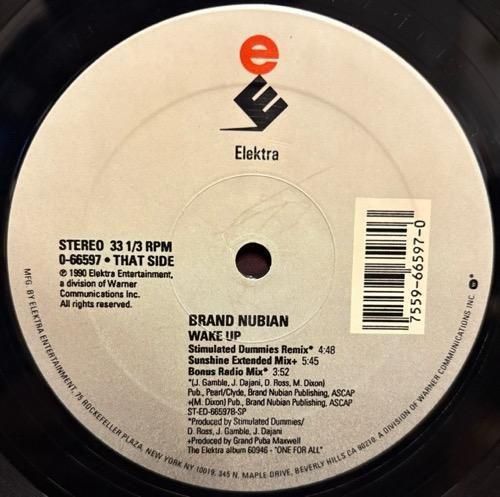 e
E
Elektra
STEREO 33 1/3 RPM
0-66597 • THAT SIDE
℗ 1990 Elektra Entertainment,
a division of Warner
Communications Inc.
All rights reserved.
7559-66597-0
BRAND NUBIAN
WAKE UP
Stimulated Dummies Remix* 4:48
Sunshine Extended Mix+ 5:45
Bonus Radio Mix* 3:52
*(J. Gamble, J. Dajani, D. Ross, M. Dixon)
Pub., Pearl/Clyde, Brand Nubian Publishing, ASCAP
+(M. Dixon) Pub., Brand Nubian Publishing, ASCAP
ST-ED-66597B-SP
*Produced by Stimulated Dummies/
D. Ross, J. Gamble, J. Dajani
+Produced by Grand Puba Maxwell
The Elektra album 60946 - "ONE FOR ALL"
MFG. BY ELEKTRA ENTERTAINMENT, 75 ROCKEFELLER PLAZA, NEW YORK NY 10019, 345 N. MAPLE DRIVE, BEVERLY HILLS CA 90210, A DIVISION OF WARNER COMMUNICATIONS INC.